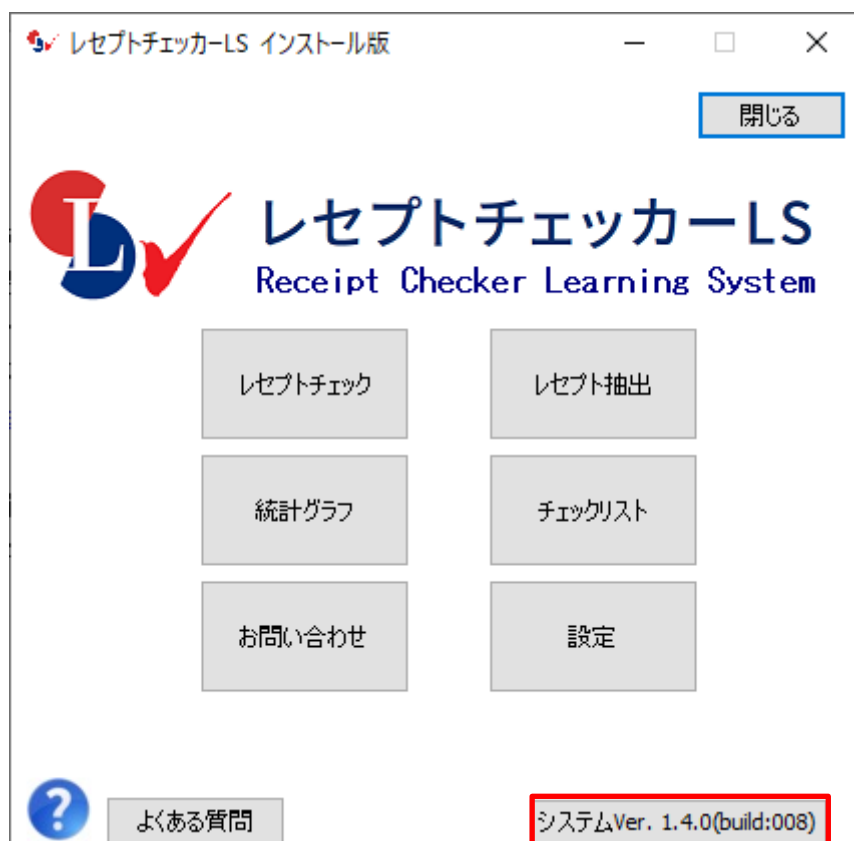 レセプトチェッカーLS インストール版
閉じる
L
レセプトチェッカーLS
Receipt Checker Learning System
レセプトチェック
レセプト抽出
統計グラフ
チェックリスト
お問い合わせ
設定
?
よくある質問
システムVer. 1.4.0(build:008)